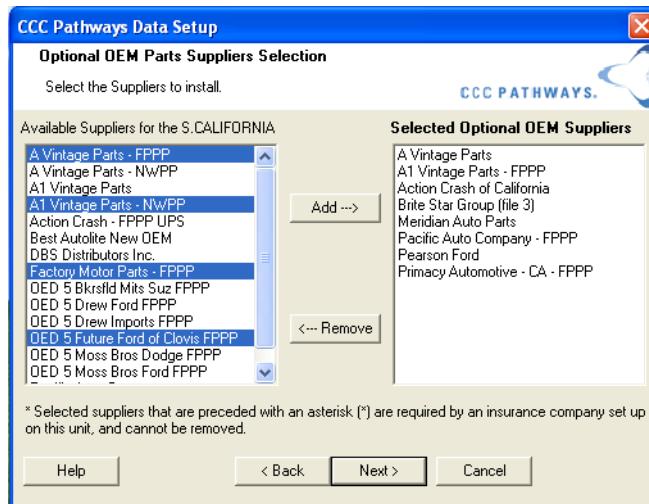 CCC Pathways Data Setup
Optional OEM Parts Suppliers Selection
Select the Suppliers to install.
CCC PATHWAYS.
Available Suppliers for the S.CALIFORNIA
A Vintage Parts - FPPP
A Vintage Parts - NWPP
A1 Vintage Parts
A1 Vintage Parts - NWPP
Action Crash - FPPP UPS
Best Autolite New OEM
DBS Distributors Inc.
Factory Motor Parts - FPPP
OED 5 Bkrsfld Mits Suz FPPP
OED 5 Drew Ford FPPP
OED 5 Drew Imports FPPP
OED 5 Future Ford of Clovis FPPP
OED 5 Moss Bros Dodge FPPP
OED 5 Moss Bros Ford FPPP
Add --->
<--- Remove
Selected Optional OEM Suppliers
A Vintage Parts
A1 Vintage Parts - FPPP
Action Crash of California
Brite Star Group (file 3)
Meridian Auto Parts
Pacific Auto Company - FPPP
Pearson Ford
Primacy Automotive - CA - FPPP
* Selected suppliers that are preceded with an asterisk (*) are required by an insurance company set up
on this unit, and cannot be removed.
Help
< Back
Next >
Cancel